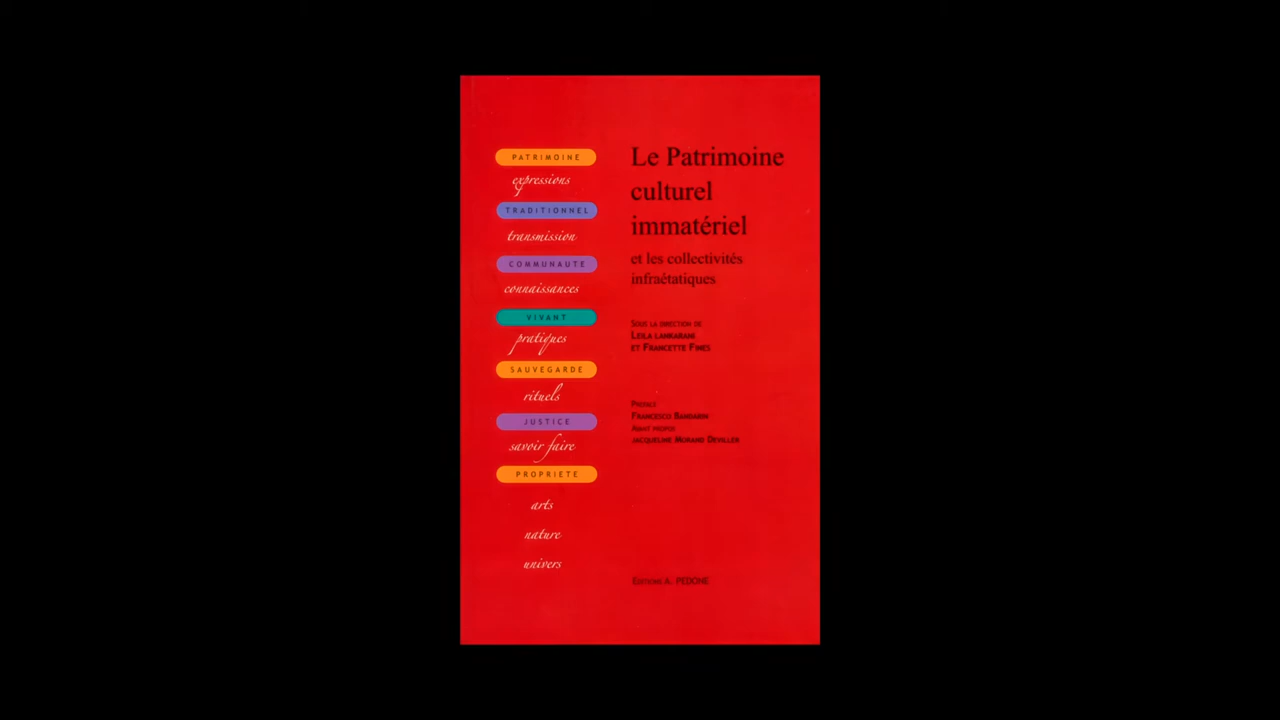 PATRIMOINE
expressions
TRADITIONNEL
transmission
COMMUNAUTÉ
connaissances
VIVANT
pratiques
SAUVEGARDE
rituels
JUSTICE
savoir faire
PROPRIÉTÉ
arts
nature
univers
Le Patrimoine
culturel
immatériel
et les collectivités
infraétatiques
SOUS LA DIRECTION DE
LEILA LANKARANI
ET FRANCETTE FINES
PRÉFACE
FRANCESCO BANDARIN
AVANT PROPOS
JACQUELINE MORAND DEVILLER
EDITIONS A. PEDONE